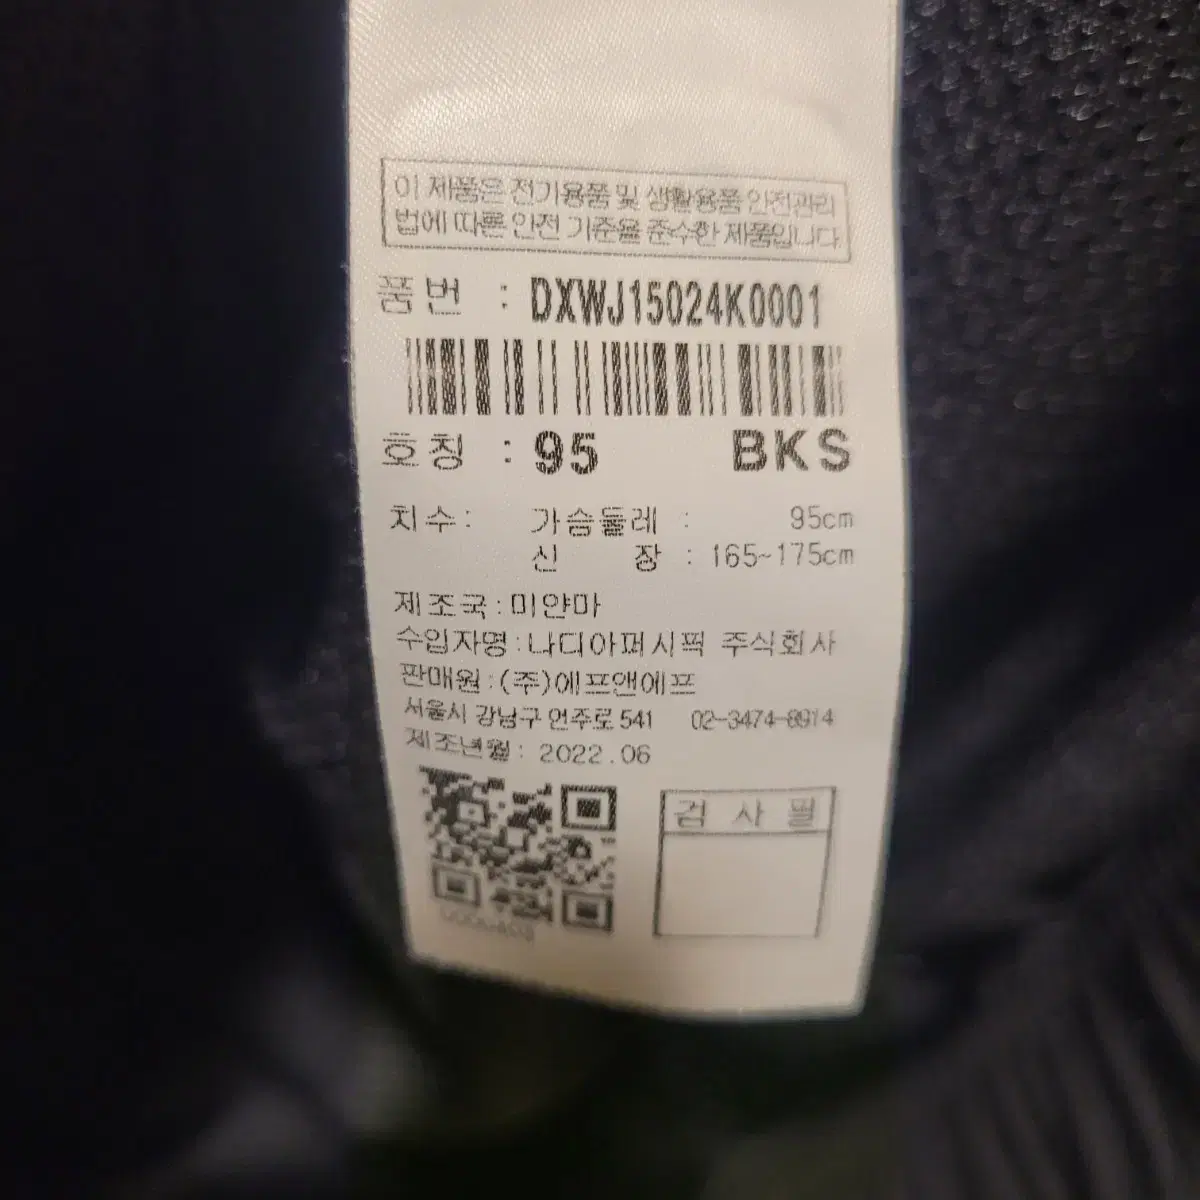 이 제품은 전기용품 및 생활용품 안전관리
법에 따른 안전 기준을 준수한 제품입니다.
품번 : DXWJ15024K0001
호칭 : 95 BKS
치수: 가슴둘레 : 95cm
신 장 : 165~175cm
제조국:미얀마
수입자명:나디아퍼시픽 주식회사
판매원:(주)에프앤에프
서울시 강남구 언주로 541 02-3474-8914
제조년월: 2022.06
검 사 필